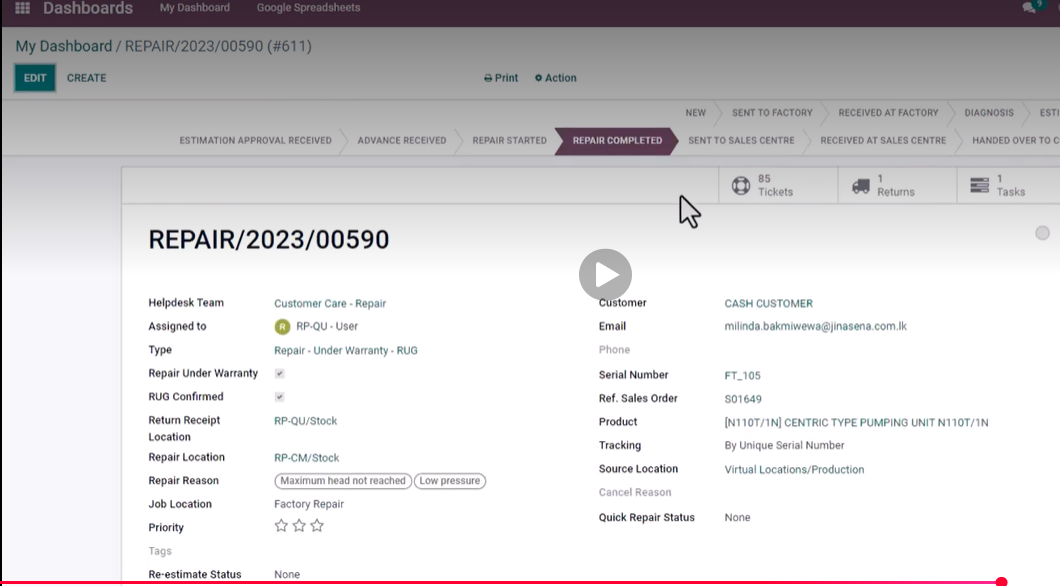 Dashboards My Dashboard Google Spreadsheets 9
My Dashboard / REPAIR/2023/00590 (#611)
EDIT CREATE Print Action
NEW SENT TO FACTORY RECEIVED AT FACTORY DIAGNOSIS
ESTIMATION APPROVAL RECEIVED ADVANCE RECEIVED REPAIR STARTED REPAIR COMPLETED SENT TO SALES CENTRE RECEIVED AT SALES CENTRE HANDED OVER TO
85 Tickets
1 Returns
1 Tasks
REPAIR/2023/00590
Helpdesk Team Customer Care - Repair
Assigned to R RP-QU - User
Type Repair - Under Warranty - RUG
Repair Under Warranty
RUG Confirmed
Return Receipt Location RP-QU/Stock
Repair Location RP-CM/Stock
Repair Reason Maximum head not reached Low pressure
Job Location Factory Repair
Priority
Tags
Re-estimate Status None
Customer CASH CUSTOMER
Email milinda.bakmiwewa@jinasena.com.lk
Phone
Serial Number FT_105
Ref. Sales Order S01649
Product [N110T/1N] CENTRIC TYPE PUMPING UNIT N110T/1N
Tracking By Unique Serial Number
Source Location Virtual Locations/Production
Cancel Reason
Quick Repair Status None